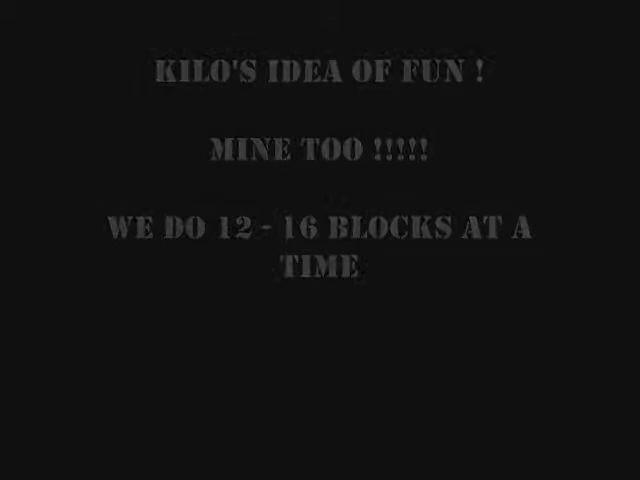 KILO'S IDEA OF FUN !
MINE TOO !!!!!
WE DO 12 - 16 BLOCKS AT A
TIME